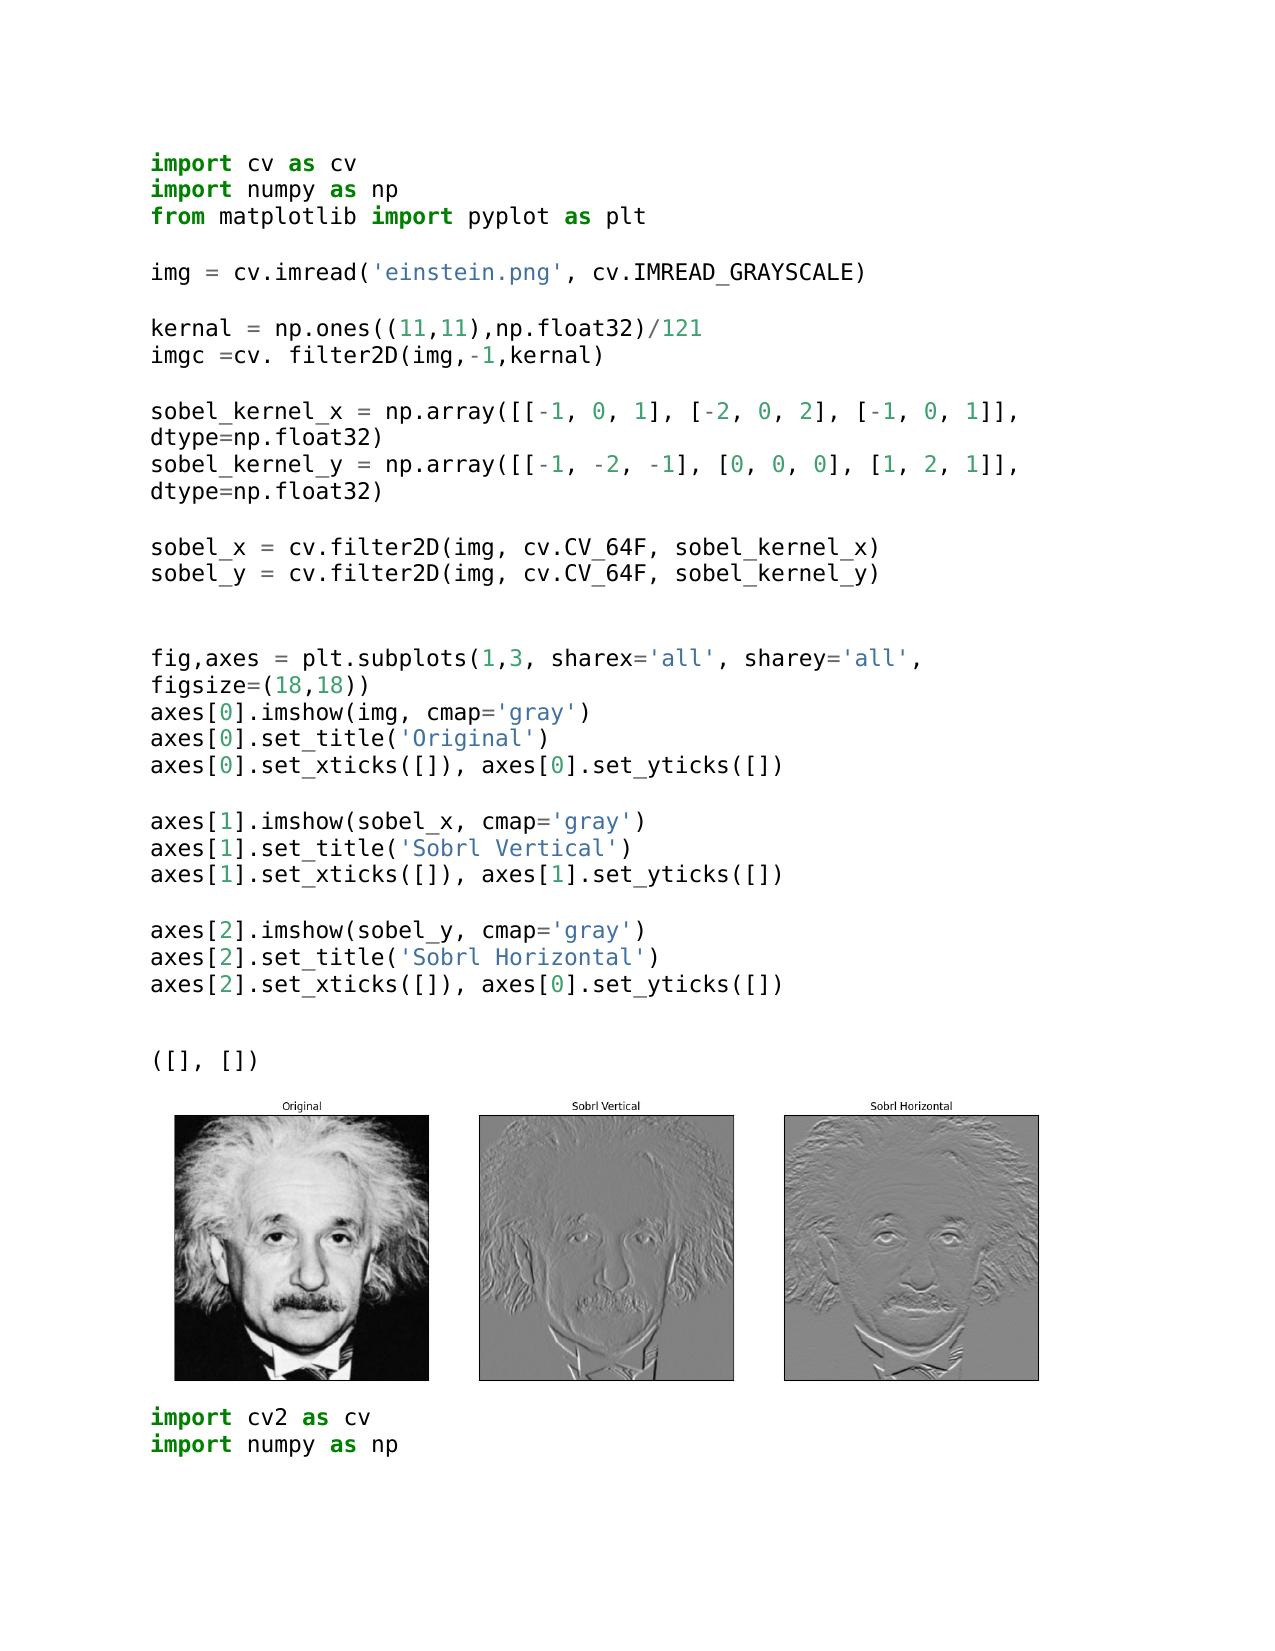 import cv as cv
import numpy as np
from matplotlib import pyplot as plt
img = cv.imread('einstein.png', cv.IMREAD_GRAYSCALE)
kernal = np.ones((11,11),np.float32)/121
imgc =cv. filter2D(img,-1,kernal)
sobel_kernel_x = np.array([[-1, 0, 1], [-2, 0, 2], [-1, 0, 1]],
dtype=np.float32)
sobel_kernel_y = np.array([[-1, -2, -1], [0, 0, 0], [1, 2, 1]],
dtype=np.float32)
sobel_x = cv.filter2D(img, cv.CV_64F, sobel_kernel_x)
sobel_y = cv.filter2D(img, cv.CV_64F, sobel_kernel_y)
fig,axes = plt.subplots(1,3, sharex='all', sharey='all',
figsize=(18,18))
axes[0].imshow(img, cmap='gray')
axes[0].set_title('Original')
axes[0].set_xticks([]), axes[0].set_yticks([])
axes[1].imshow(sobel_x, cmap='gray')
axes[1].set_title('Sobrl Vertical')
axes[1].set_xticks([]), axes[1].set_yticks([])
axes[2].imshow(sobel_y, cmap='gray')
axes[2].set_title('Sobrl Horizontal')
axes[2].set_xticks([]), axes[0].set_yticks([])
([], [])
Original Sobrl Vertical Sobrl Horizontal
import cv2 as cv
import numpy as np